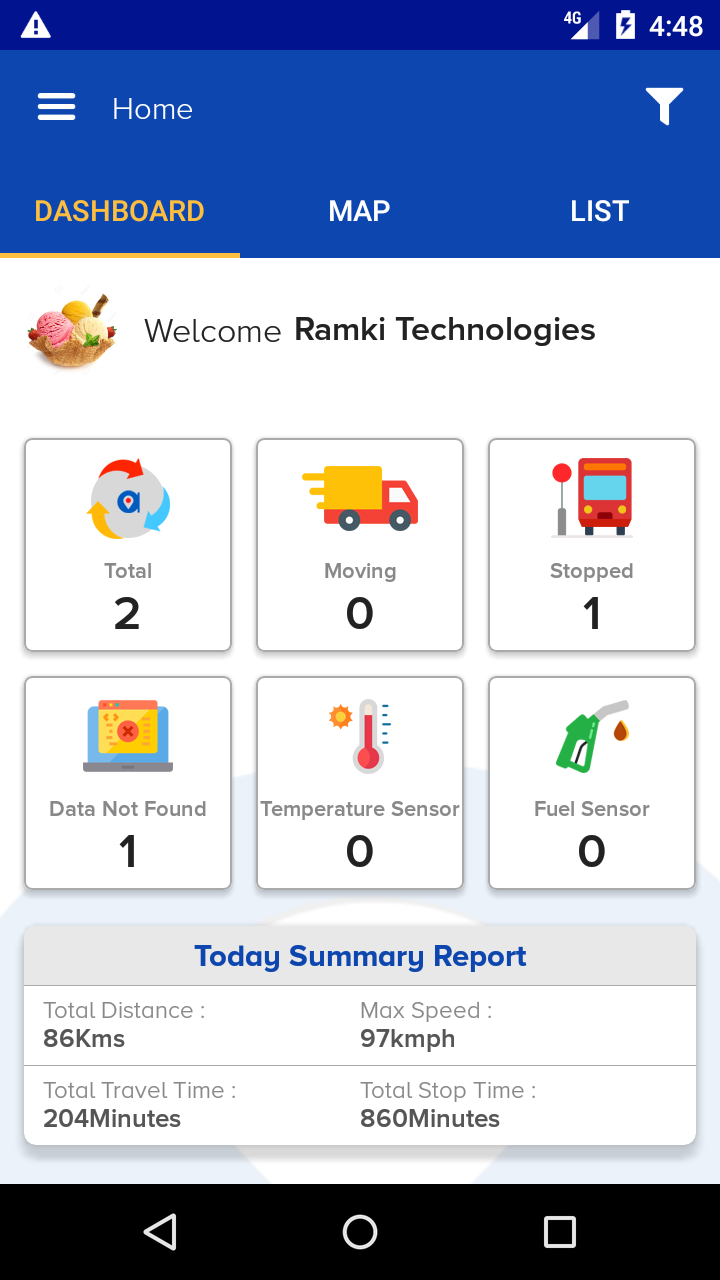 4G 4:48
Home
DASHBOARD MAP LIST
Welcome Ramki Technologies
Total Moving Stopped
2 0 1
Data Not Found Temperature Sensor Fuel Sensor
1 0 0
Today Summary Report
Total Distance : Max Speed :
86Kms 97kmph
Total Travel Time : Total Stop Time :
204Minutes 860Minutes